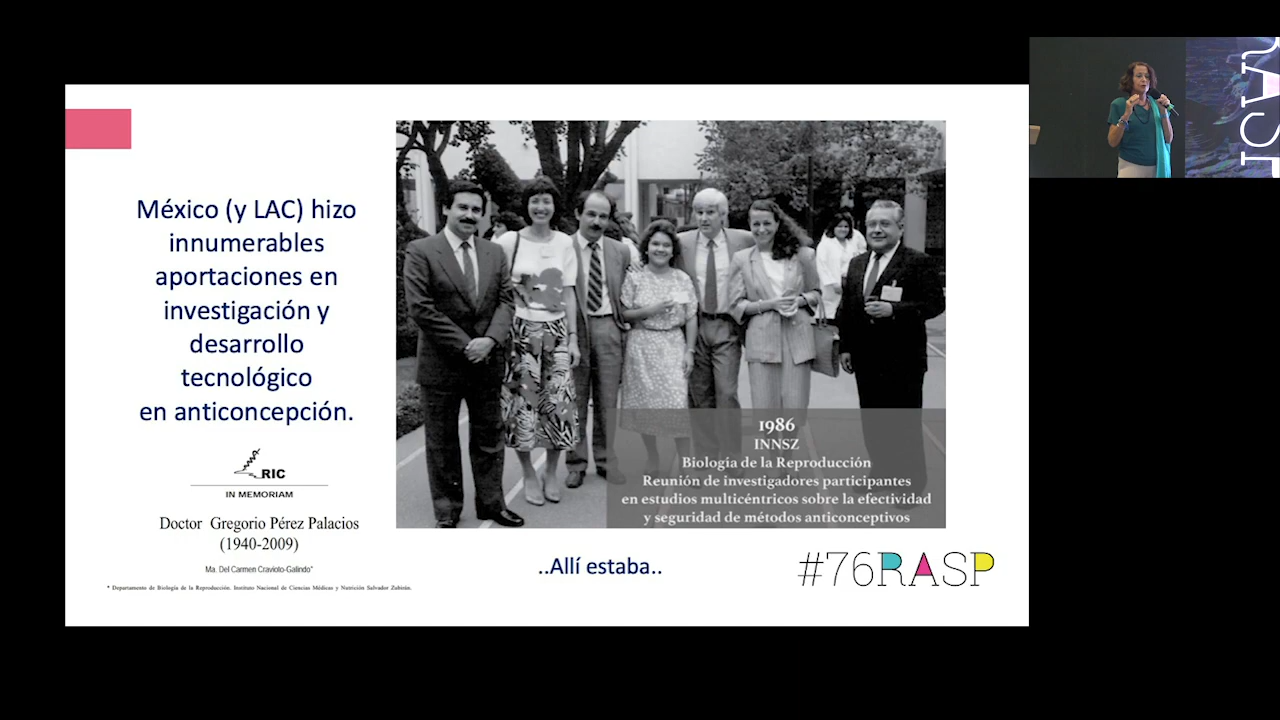 México (y LAC) hizo
innumerables
aportaciones en
investigación y
desarrollo
tecnológico
en anticoncepción.
RIC
IN MEMORIAM
Doctor Gregorio Pérez Palacios
(1940-2009)
Ma. Del Carmen Cravioto-Galindo*
* Departamento de Biología de la Reproducción. Instituto Nacional de Ciencias Médicas y Nutrición Salvador Zubirán.
1986
INNSZ
Biología de la Reproducción
Reunión de investigadores participantes
en estudios multicéntricos sobre la efectividad
y seguridad de métodos anticonceptivos
..Allí estaba..
#76RASP